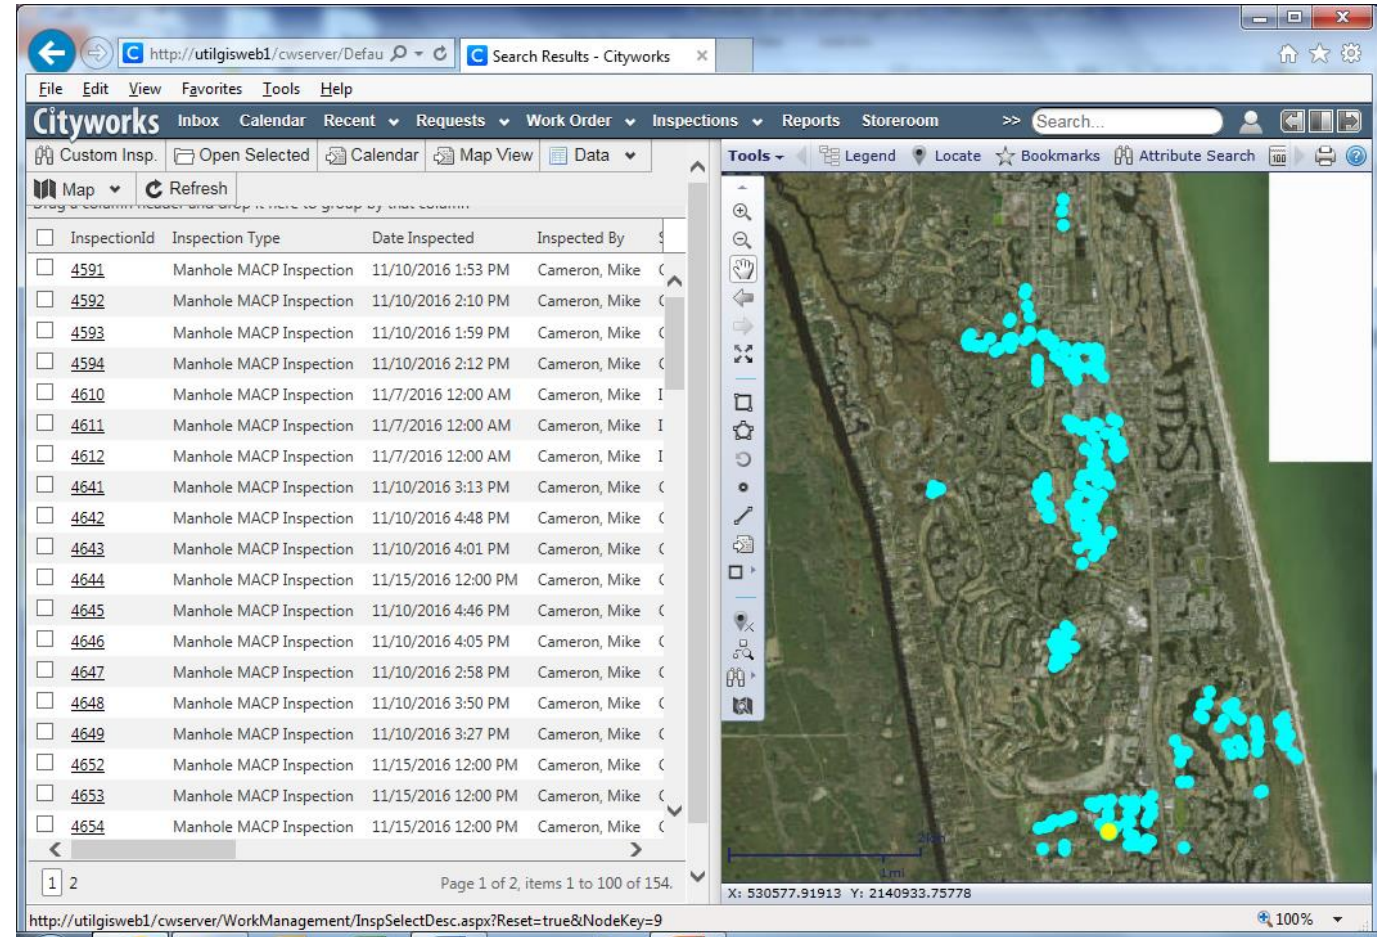 http://utilgisweb1/cwserver/Defau
Search Results - Cityworks
File Edit View Favorites Tools Help
Cityworks Inbox Calendar Recent Requests Work Order Inspections Reports Storeroom >> Search...
Custom Insp. Open Selected Calendar Map View Data
Tools Legend Locate Bookmarks Attribute Search 100
Map Refresh
Drag a column header and drop it here to group by that column
InspectionId Inspection Type Date Inspected Inspected By
4591 Manhole MACP Inspection 11/10/2016 1:53 PM Cameron, Mike
4592 Manhole MACP Inspection 11/10/2016 2:10 PM Cameron, Mike
4593 Manhole MACP Inspection 11/10/2016 1:59 PM Cameron, Mike
4594 Manhole MACP Inspection 11/10/2016 2:12 PM Cameron, Mike
4610 Manhole MACP Inspection 11/7/2016 12:00 AM Cameron, Mike I
4611 Manhole MACP Inspection 11/7/2016 12:00 AM Cameron, Mike I
4612 Manhole MACP Inspection 11/7/2016 12:00 AM Cameron, Mike I
4641 Manhole MACP Inspection 11/10/2016 3:13 PM Cameron, Mike
4642 Manhole MACP Inspection 11/10/2016 4:48 PM Cameron, Mike
4643 Manhole MACP Inspection 11/10/2016 4:01 PM Cameron, Mike
4644 Manhole MACP Inspection 11/15/2016 12:00 PM Cameron, Mike
4645 Manhole MACP Inspection 11/10/2016 4:46 PM Cameron, Mike
4646 Manhole MACP Inspection 11/10/2016 4:05 PM Cameron, Mike
4647 Manhole MACP Inspection 11/10/2016 2:58 PM Cameron, Mike
4648 Manhole MACP Inspection 11/10/2016 3:50 PM Cameron, Mike
4649 Manhole MACP Inspection 11/10/2016 3:27 PM Cameron, Mike
4652 Manhole MACP Inspection 11/15/2016 12:00 PM Cameron, Mike
4653 Manhole MACP Inspection 11/15/2016 12:00 PM Cameron, Mike
4654 Manhole MACP Inspection 11/15/2016 12:00 PM Cameron, Mike
1 2 Page 1 of 2, items 1 to 100 of 154.
2km
1mi
X: 530577.91913 Y: 2140933.75778
http://utilgisweb1/cwserver/WorkManagement/InspSelectDesc.aspx?Reset=true&NodeKey=9
100%